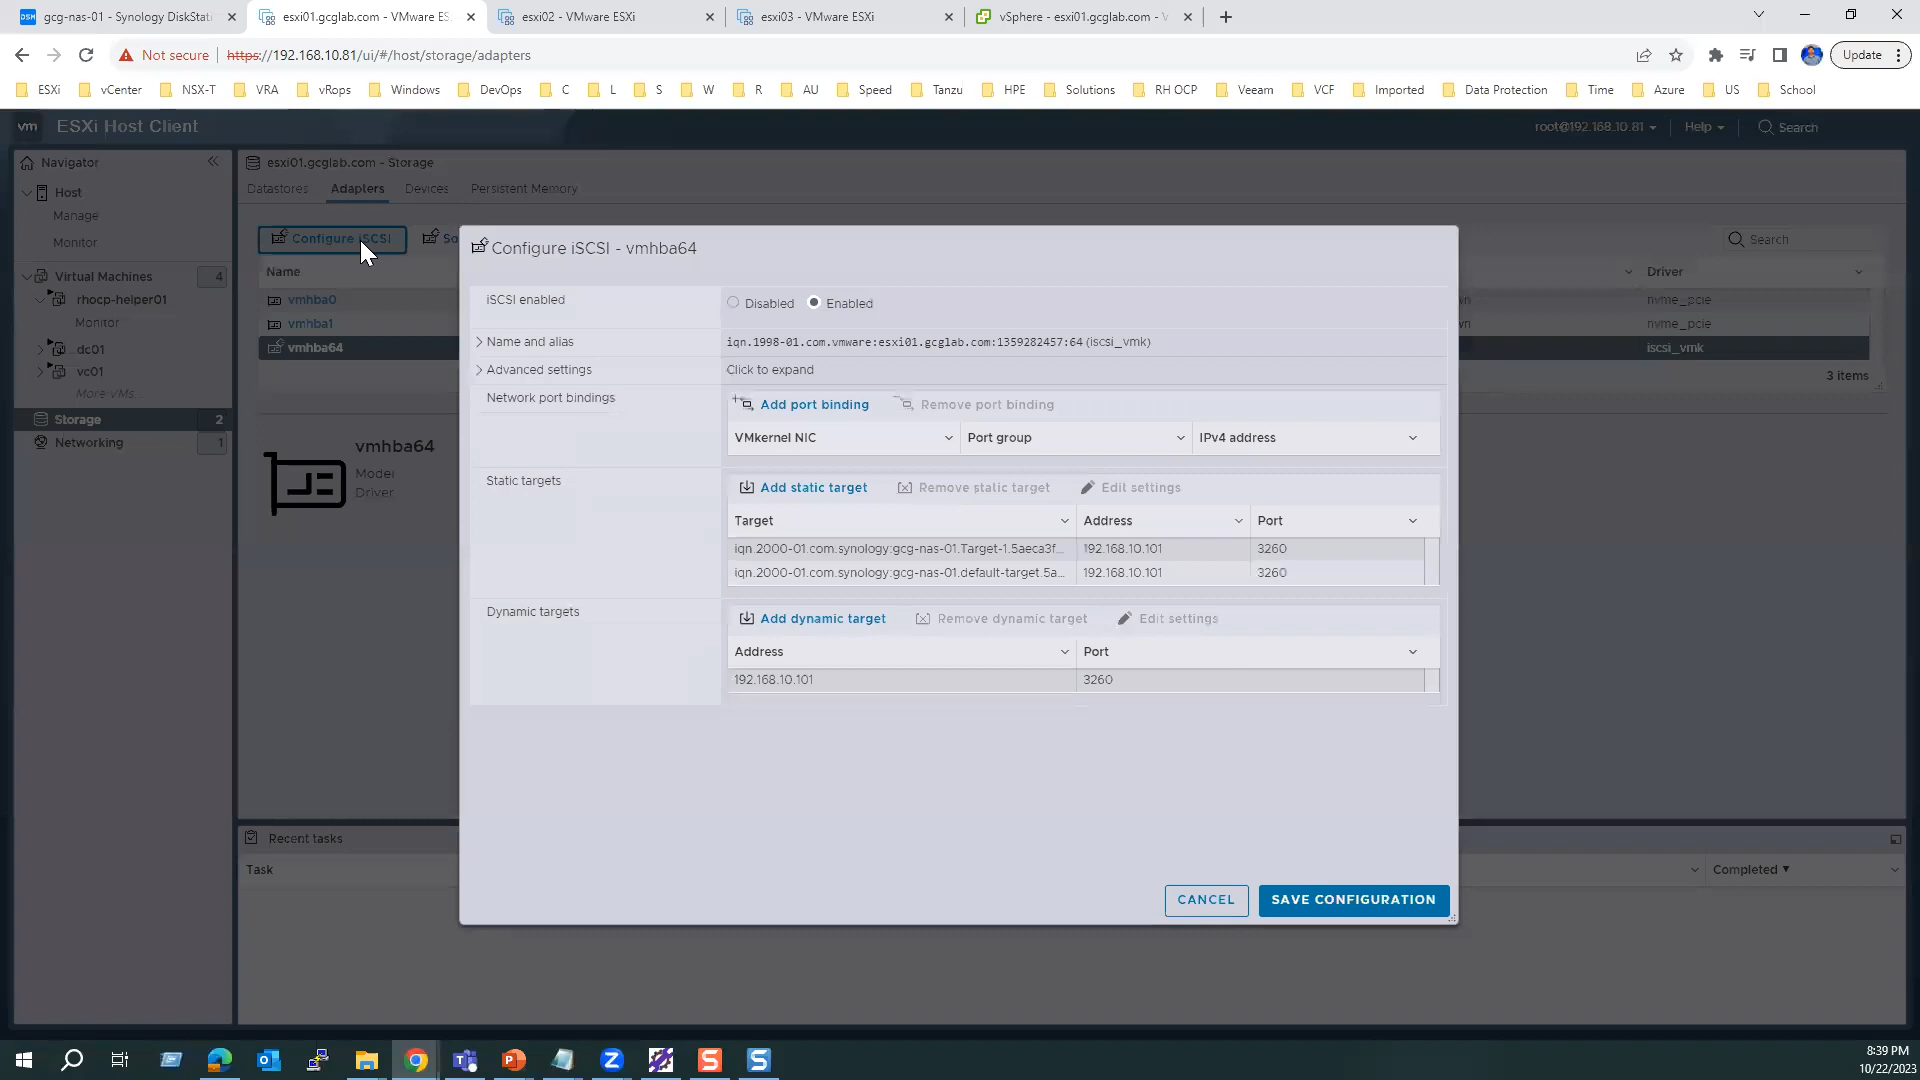 gcg-nas-01 - Synology DiskStat
esxi01.gcglab.com - VMware ES
esxi02 - VMware ESXi
esxi03 - VMware ESXi
vSphere - esxi01.gcglab.com - V
Not secure
https://192.168.10.81/ui/#/host/storage/adapters
Update
ESXi
vCenter
NSX-T
VRA
vRops
Windows
DevOps
C
L
S
W
R
AU
Speed
Tanzu
HPE
Solutions
RH OCP
Veeam
VCF
Imported
Data Protection
Time
Azure
US
School
vm
ESXi Host Client
root@192.168.10.81
Help
Search
Navigator
Host
Manage
Monitor
Virtual Machines 4
rhocp-helper01
Monitor
dc01
vc01
More VMs...
Storage 2
Networking 1
esxi01.gcglab.com - Storage
Datastores
Adapters
Devices
Persistent Memory
Configure iSCSI
So
Search
Name
Driver
vmhba0
wn
nvme_pcie
vmhba1
wn
nvme_pcie
vmhba64
iscsi_vmk
3 items
vmhba64
Model
Driver
Configure iSCSI - vmhba64
iSCSI enabled
Disabled
Enabled
Name and alias
iqn.1998-01.com.vmware:esxi01.gcglab.com:1359282457:64 (iscsi_vmk)
Advanced settings
Click to expand
Network port bindings
Add port binding
Remove port binding
VMkernel NIC
Port group
IPv4 address
Static targets
Add static target
Remove static target
Edit settings
Target
Address
Port
iqn.2000-01.com.synology:gcg-nas-01.Target-1.5aeca3f...
192.168.10.101
3260
iqn.2000-01.com.synology:gcg-nas-01.default-target.5a...
192.168.10.101
3260
Dynamic targets
Add dynamic target
Remove dynamic target
Edit settings
Address
Port
192.168.10.101
3260
CANCEL
SAVE CONFIGURATION
Recent tasks
Task
Completed
8:39 PM
10/22/2023